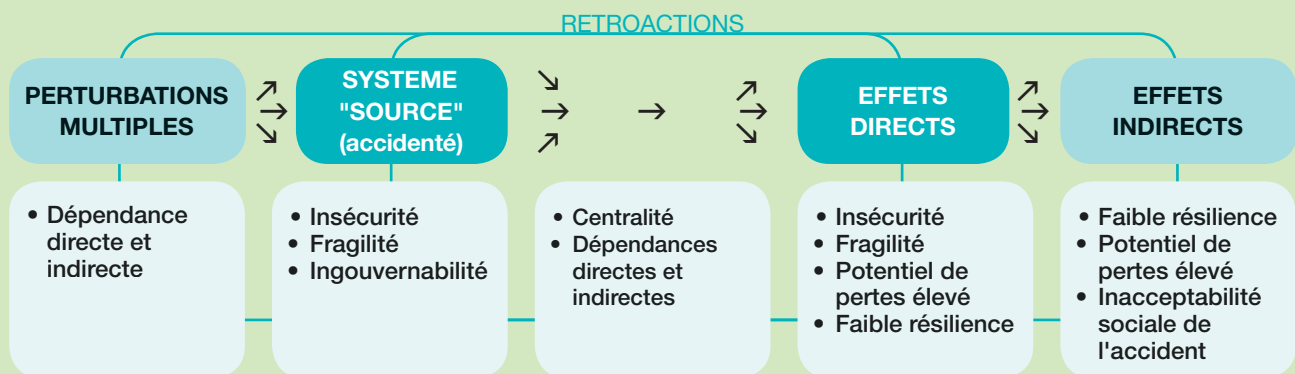 RETROACTIONS
PERTURBATIONS
MULTIPLES
↗
→
↘
SYSTEME
"SOURCE"
(accidenté)
↘
→
↗
→
↗
→
↘
EFFETS
DIRECTS
↗
→
↘
EFFETS
INDIRECTS
• Dépendance
directe et
indirecte
• Insécurité
• Fragilité
• Ingouvernabilité
• Centralité
• Dépendances
directes et
indirectes
• Insécurité
• Fragilité
• Potentiel de
pertes élevé
• Faible résilience
• Faible résilience
• Potentiel de
pertes élevé
• Inacceptabilité
sociale de
l'accident